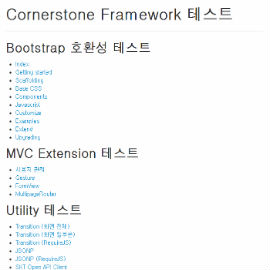 Cornerstone Framework 테스트
Bootstrap 호환성 테스트
Index
Getting started
Scaffolding
Base CSS
Components
Javascript
Customize
Examples
Extend
Upgrading
MVC Extension 테스트
사용자 관리
Gesture
FormView
MultipageRouter
Utility 테스트
Transition (화면 전체)
Transition (화면 일부분)
Transition (RequireJS)
JSONP
JSONP (RequireJS)
SKT Open API Client